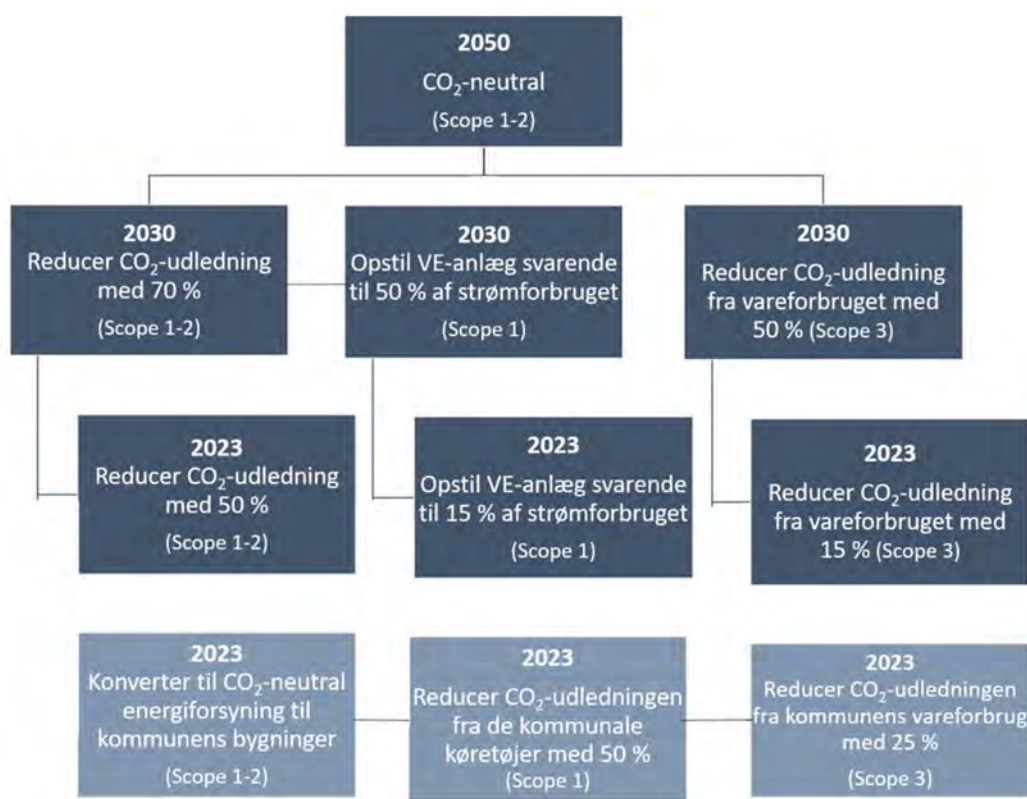 2050
CO₂-neutral
(Scope 1-2)
2030
Reducer CO₂-udledning
med 70 %
(Scope 1-2)
2030
Opstil VE-anlæg svarende
til 50 % af strømforbruget
(Scope 1)
2030
Reducer CO₂-udledning
fra vareforbruget med
50 % (Scope 3)
2023
Reducer CO₂-udledning
med 50 %
(Scope 1-2)
2023
Opstil VE-anlæg svarende
til 15 % af strømforbruget
(Scope 1)
2023
Reducer CO₂-udledning
fra vareforbruget med
15 % (Scope 3)
2023
Konverter til CO₂-neutral
energiforsyning til
kommunens bygninger
(Scope 1-2)
2023
Reducer CO₂-udledningen
fra de kommunale
køretøjer med 50 %
(Scope 1)
2023
Reducer CO₂-udledningen
fra kommunens vareforbrug
med 25 %
(Scope 3)